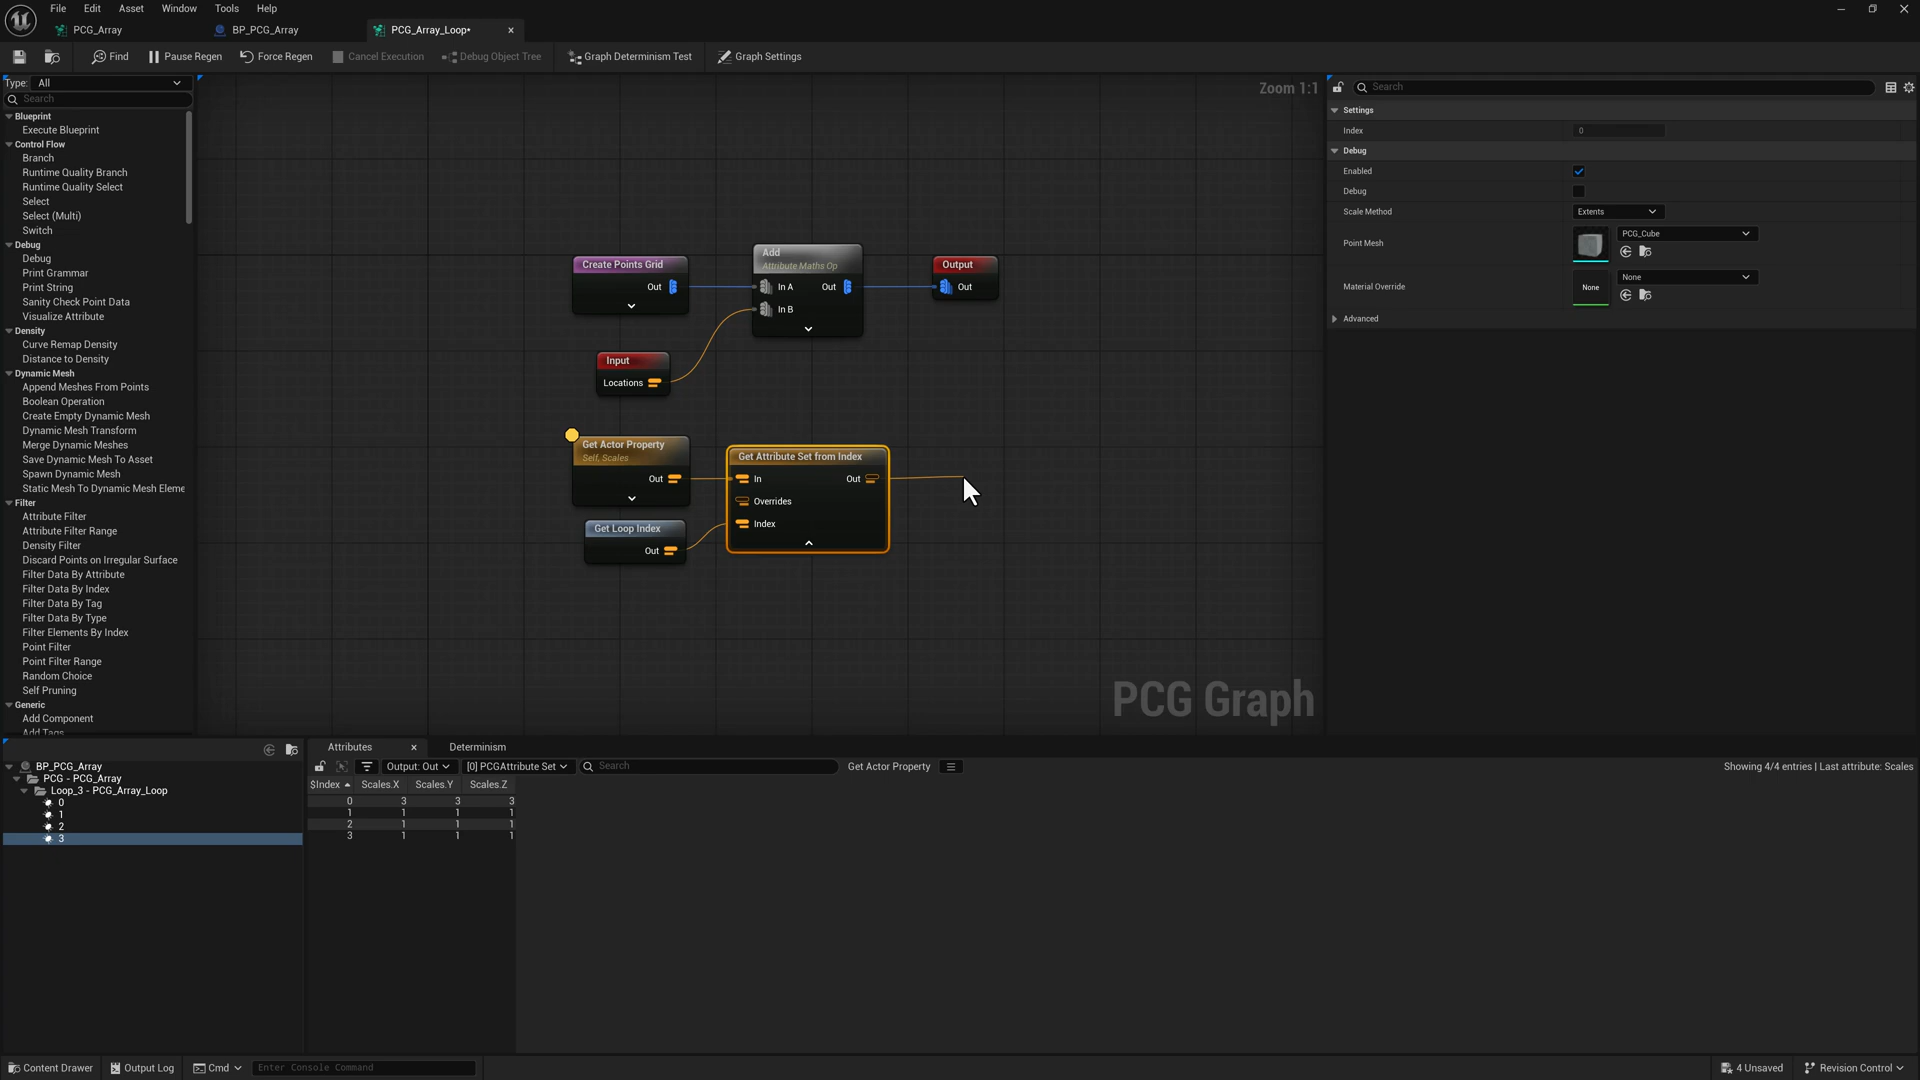 File Edit Asset Window Tools Help
PCG_Array BP_PCG_Array PCG_Array_Loop*
Find Pause Regen Force Regen Cancel Execution Debug Object Tree Graph Determinism Test Graph Settings
Type: All
Search
Blueprint
Execute Blueprint
Control Flow
Branch
Runtime Quality Branch
Runtime Quality Select
Select
Select (Multi)
Switch
Debug
Debug
Print Grammar
Print String
Sanity Check Point Data
Visualize Attribute
Density
Curve Remap Density
Distance to Density
Dynamic Mesh
Append Meshes From Points
Boolean Operation
Create Empty Dynamic Mesh
Dynamic Mesh Transform
Merge Dynamic Meshes
Save Dynamic Mesh To Asset
Spawn Dynamic Mesh
Static Mesh To Dynamic Mesh Eleme
Filter
Attribute Filter
Attribute Filter Range
Density Filter
Discard Points on Irregular Surface
Filter Data By Attribute
Filter Data By Index
Filter Data By Tag
Filter Data By Type
Filter Elements By Index
Point Filter
Point Filter Range
Random Choice
Self Pruning
Generic
Add Component
Add Tags
Zoom 1:1
Create Points Grid
Out
Add
Attribute Maths Op
In A Out
In B
Output
Out
Input
Locations
Get Actor Property
Self, Scales
Out
Get Loop Index
Out
Get Attribute Set from Index
In Out
Overrides
Index
PCG Graph
Search
Settings
Index 0
Debug
Enabled
Debug
Scale Method Extents
Point Mesh PCG_Cube
Material Override None None
Advanced
BP_PCG_Array
PCG - PCG_Array
Loop_3 - PCG_Array_Loop
0
1
2
3
Attributes Determinism
Output: Out [0] PCGAttribute Set Search Get Actor Property Showing 4/4 entries | Last attribute: Scales
$Index Scales.X Scales.Y Scales.Z
0 3 3 3
1 1 1 1
2 1 1 1
3 1 1 1
Content Drawer Output Log Cmd Enter Console Command 4 Unsaved Revision Control